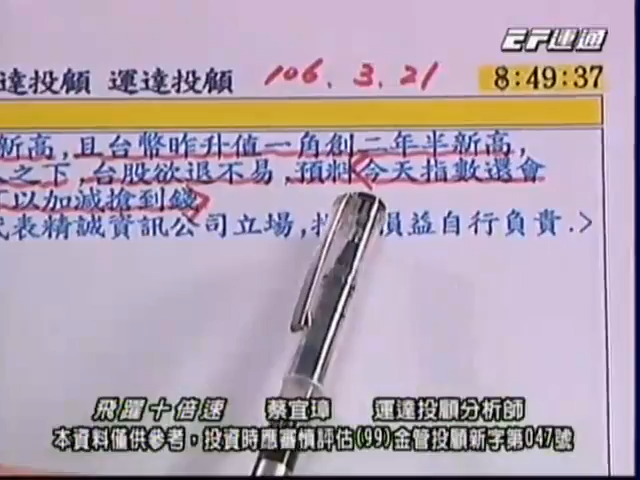 EF運通
達投顧 運達投顧 106.3.21 8:49:37
新高,且台幣昨升值一角創二年半新高,
之下,台股欲退不易,預料今天指數還會
以加減搶到錢
表精誠資訊公司立場, 損益自行負責.>
飛躍十倍速 蔡宜璋 運達投顧分析師
本資料僅供參考,投資時應審慎評估(99)金管投顧新字第047號